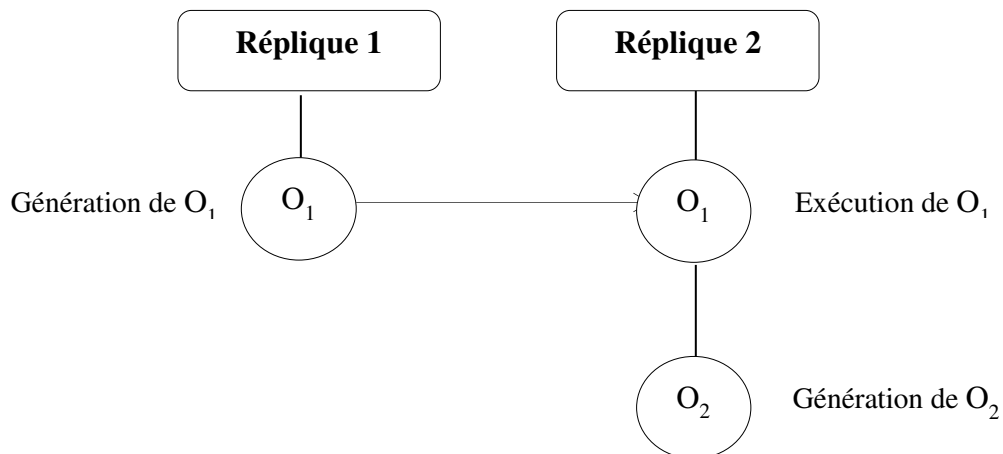 Réplique 1 Réplique 2
Génération de O₁ O₁ O₁ Exécution de O₁
O₂ Génération de O₂